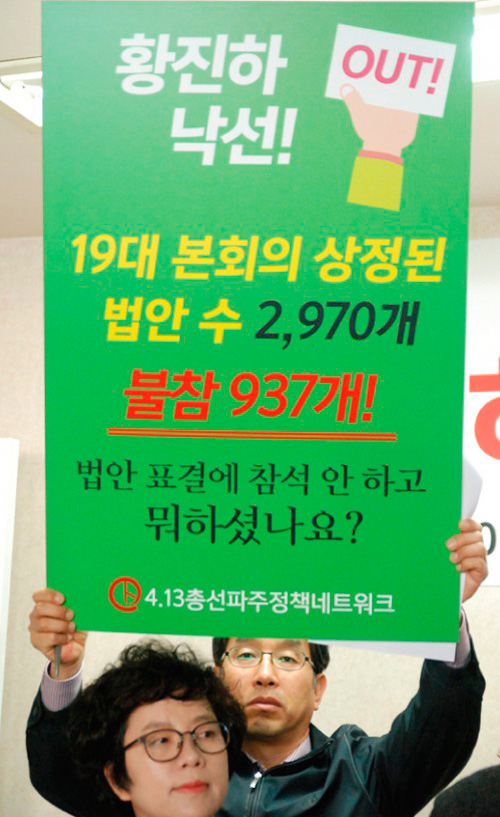 황진하
OUT!
낙선!
19대 본회의 상정된
법안 수 2,970개
불참 937개!
법안 표결에 참석 안 하고
뭐하셨나요?
4.13총선파주정책네트워크